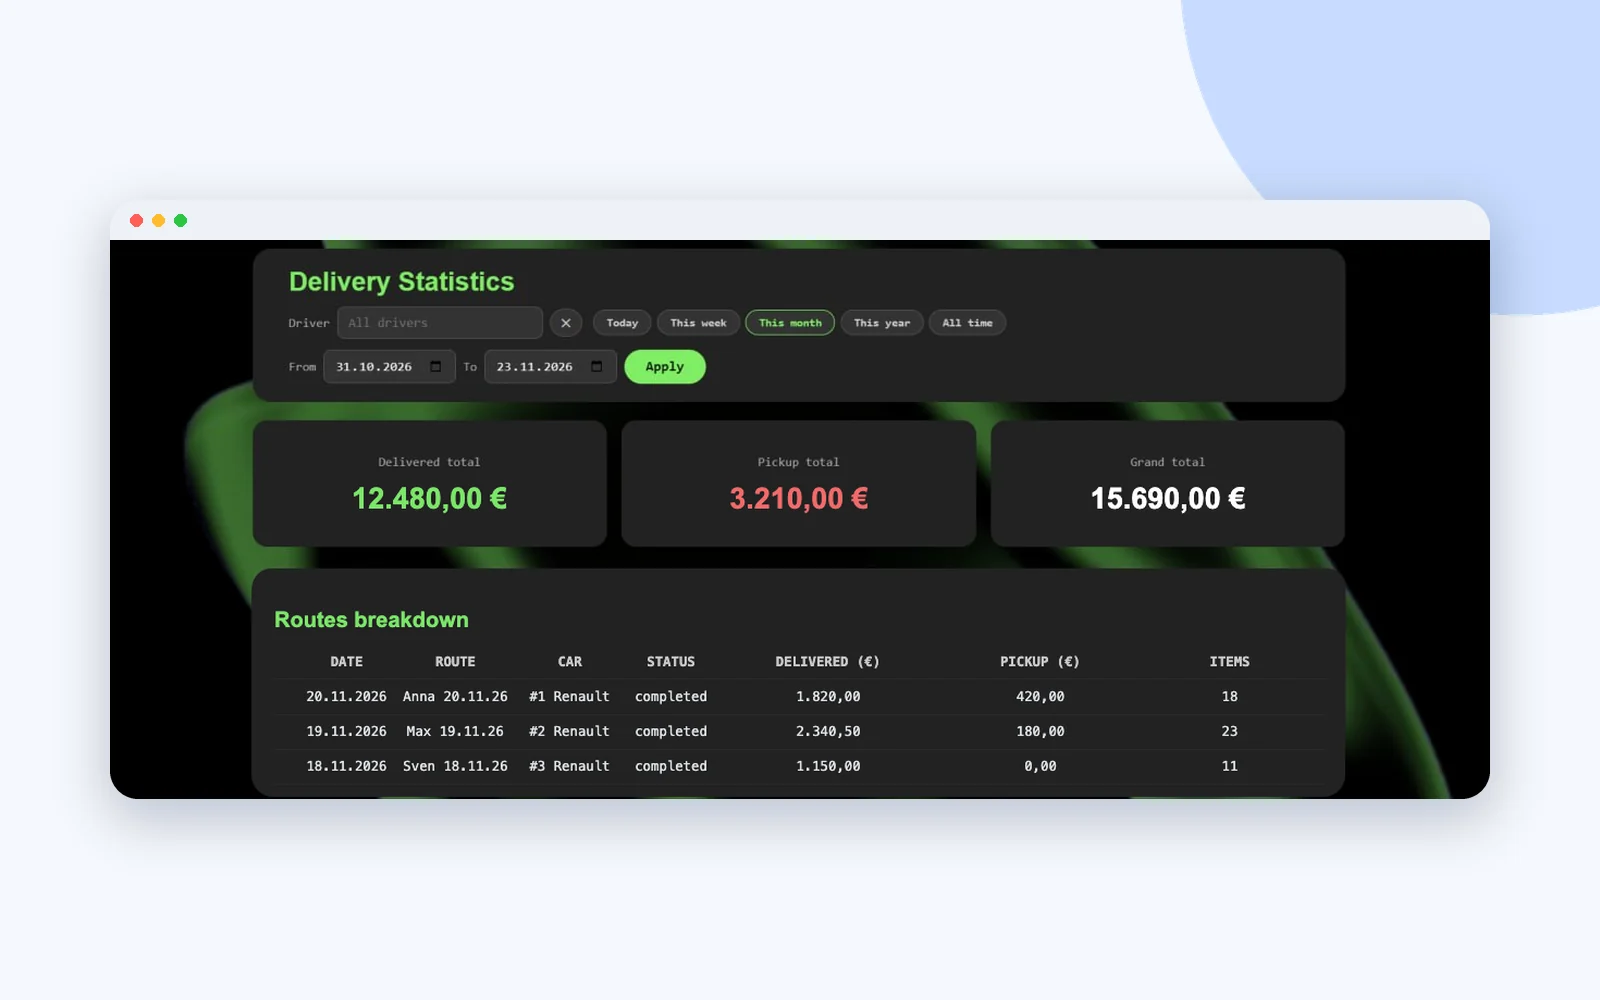 Delivery Statistics
Driver All drivers ✕ Today This week This month This year All time
From 31.10.2026 To 23.11.2026 Apply
Delivered total Pickup total Grand total
12.480,00 € 3.210,00 € 15.690,00 €
Routes breakdown
DATE ROUTE CAR STATUS DELIVERED (€) PICKUP (€) ITEMS
20.11.2026 Anna 20.11.26 #1 Renault completed 1.820,00 420,00 18
19.11.2026 Max 19.11.26 #2 Renault completed 2.340,50 180,00 23
18.11.2026 Sven 18.11.26 #3 Renault completed 1.150,00 0,00 11